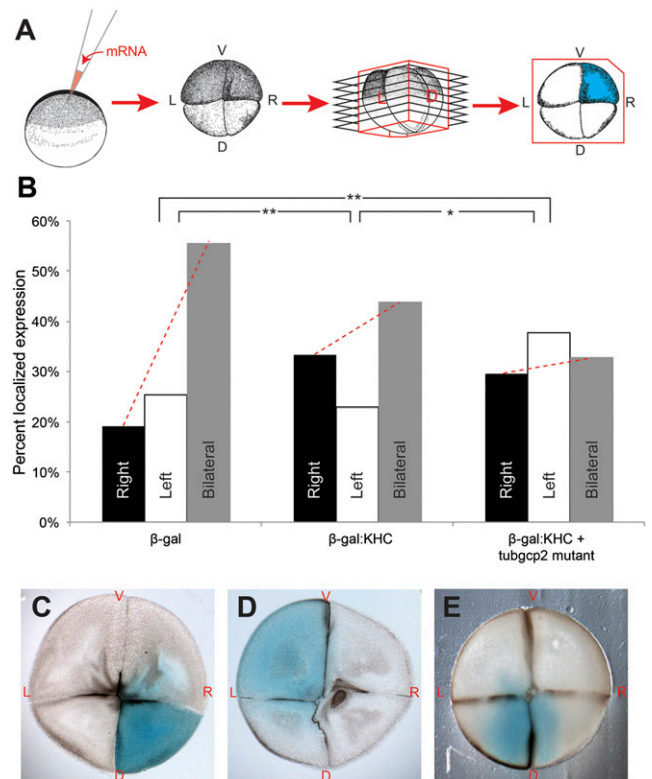 A
mRNA
V
L
R
D
L
D
V
L
R
D
B
**
**
*
60%
50%
40%
30%
20%
10%
0%
Percent localized expression
Right
Left
Bilateral
Right
Left
Bilateral
Right
Left
Bilateral
β-gal
β-gal:KHC
β-gal:KHC +
tubgcp2 mutant
C
V
L
R
D
D
V
L
R
D
E
V
L
R
D